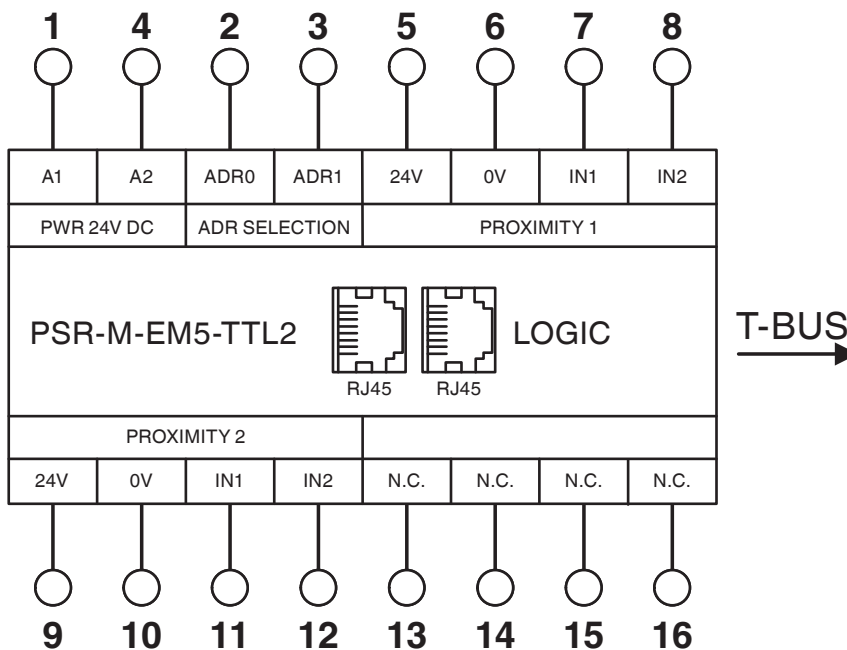 1 4 2 3 5 6 7 8
A1 A2 ADR0 ADR1 24V 0V IN1 IN2
PWR 24V DC ADR SELECTION PROXIMITY 1
PSR-M-EM5-TTL2 LOGIC T-BUS
RJ45 RJ45
PROXIMITY 2
24V 0V IN1 IN2 N.C. N.C. N.C. N.C.
9 10 11 12 13 14 15 16